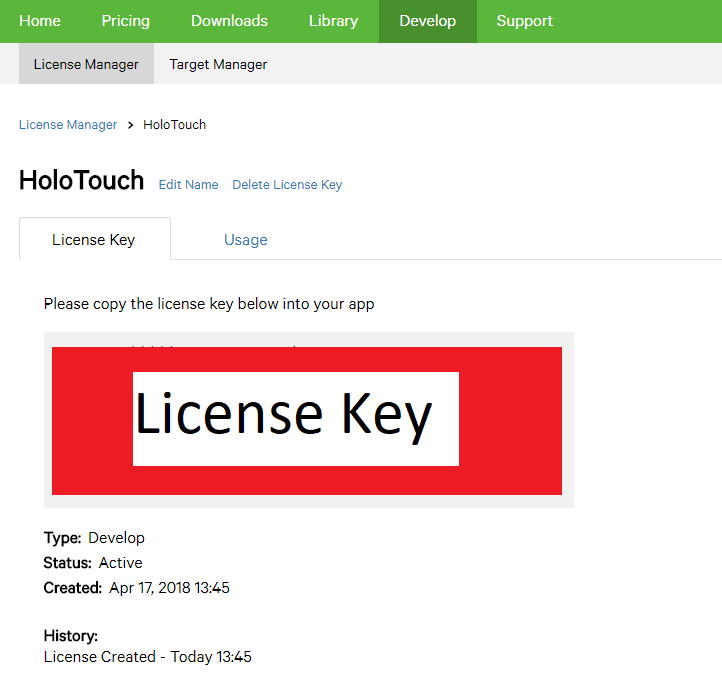 Home Pricing Downloads Library Develop Support
License Manager Target Manager
License Manager > HoloTouch
HoloTouch Edit Name Delete License Key
License Key Usage
Please copy the license key below into your app
License Key
Type: Develop
Status: Active
Created: Apr 17, 2018 13:45
History:
License Created - Today 13:45